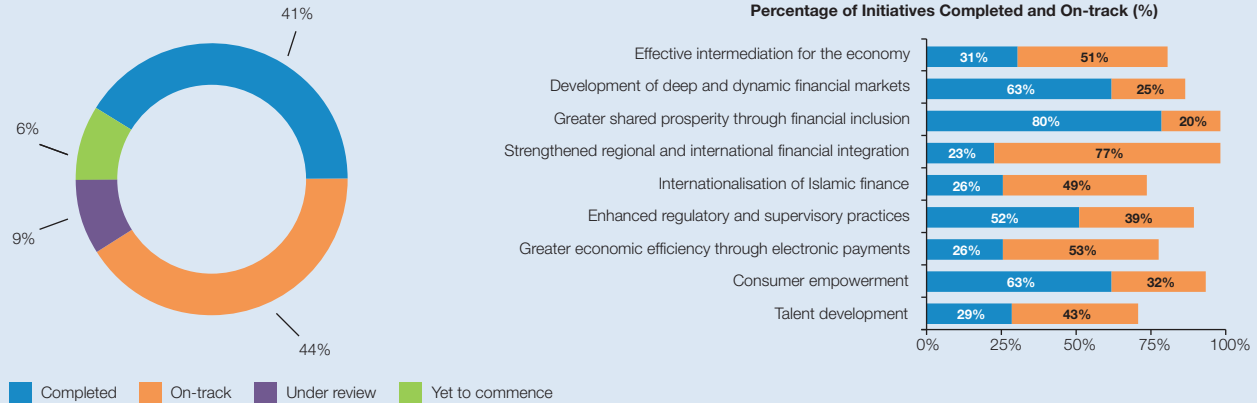 41%
6%
9%
44%
Completed
On-track
Under review
Yet to commence
Percentage of Initiatives Completed and On-track (%)
Effective intermediation for the economy 31% 51%
Development of deep and dynamic financial markets 63% 25%
Greater shared prosperity through financial inclusion 80% 20%
Strengthened regional and international financial integration 23% 77%
Internationalisation of Islamic finance 26% 49%
Enhanced regulatory and supervisory practices 52% 39%
Greater economic efficiency through electronic payments 26% 53%
Consumer empowerment 63% 32%
Talent development 29% 43%
0% 25% 50% 75% 100%